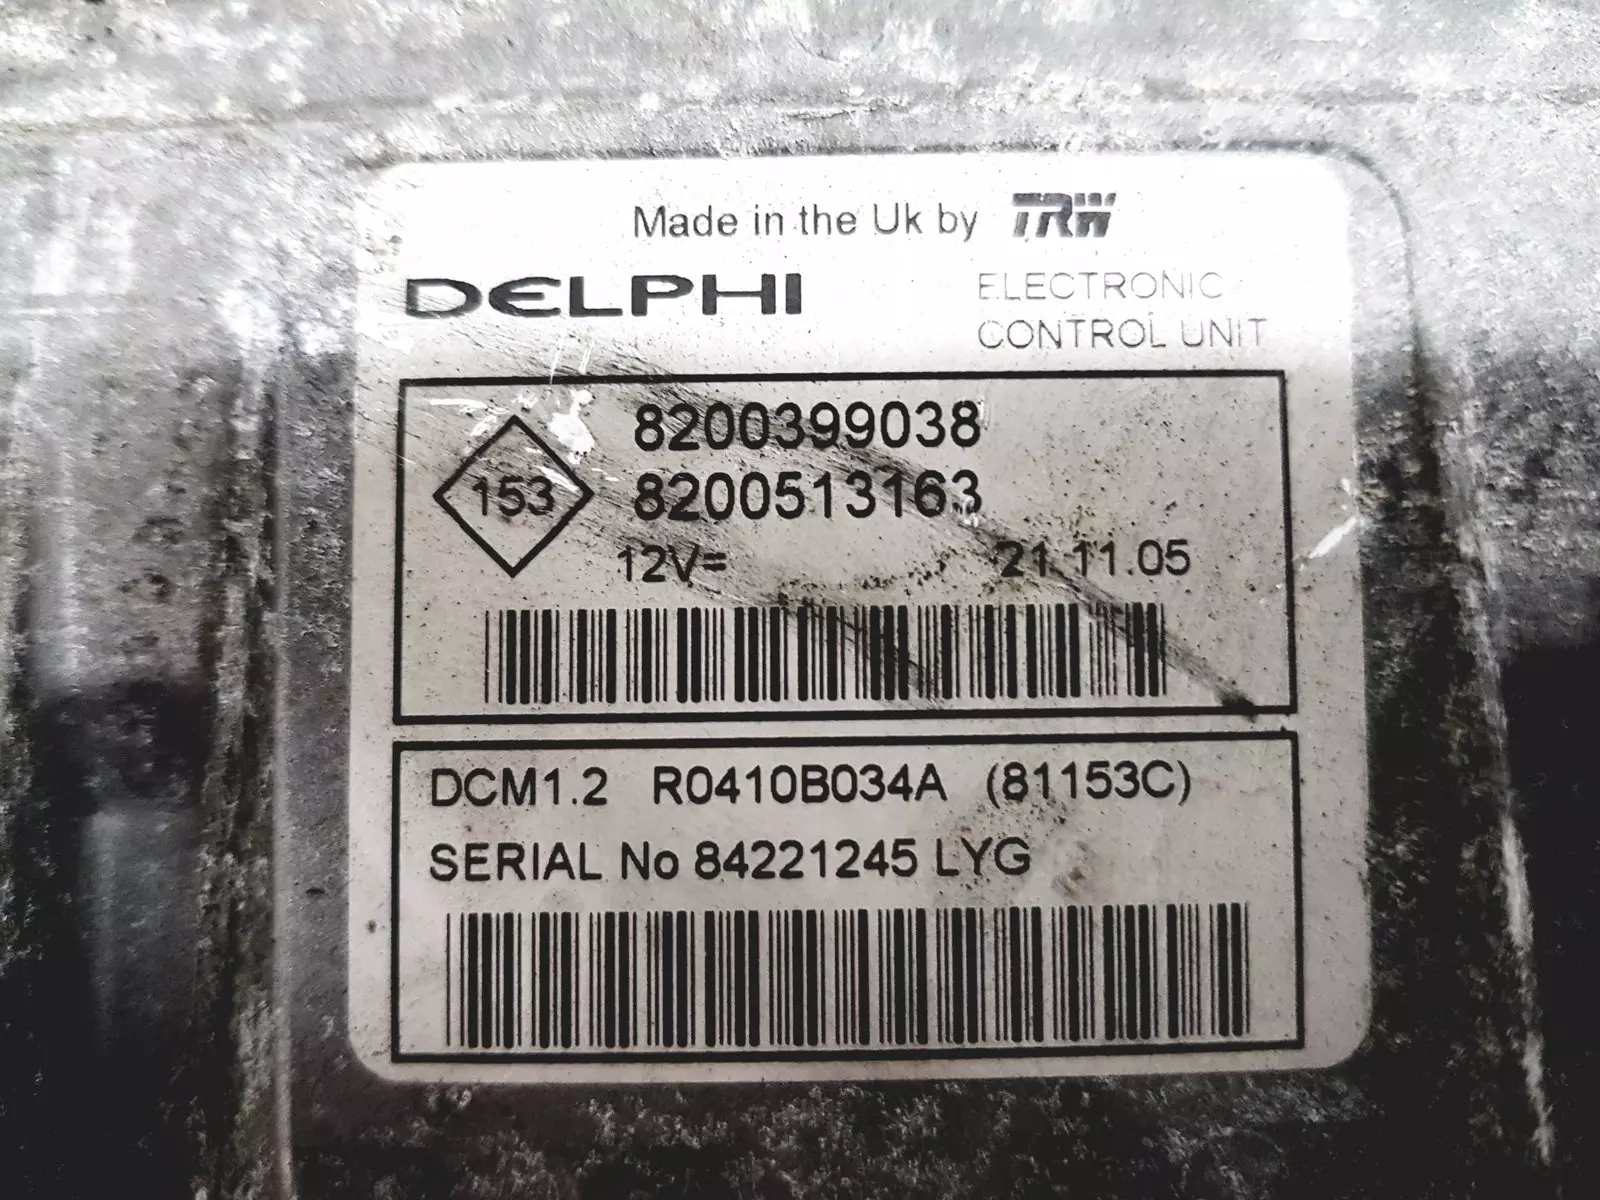 Made in the Uk by TRW
DELPHI
ELECTRONIC
CONTROL UNIT
153
8200399038
8200513163
12V=
21.11.05
DCM1.2 R0410B034A (81153C)
SERIAL No 84221245 LYG